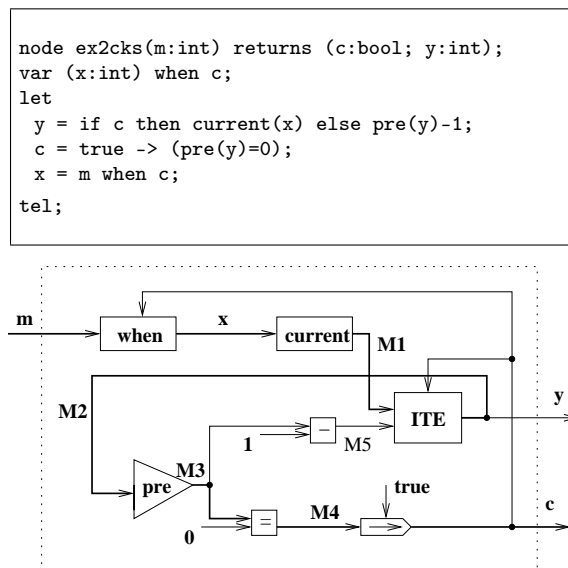 node ex2cks(m:int) returns (c:bool; y:int);
var (x:int) when c;
let
y = if c then current(x) else pre(y)-1;
c = true -> (pre(y)=0);
x = m when c;
tel;
m
when
x
current
M1
M2
ITE
y
1
−
M5
M3
pre
true
0
=
M4
c